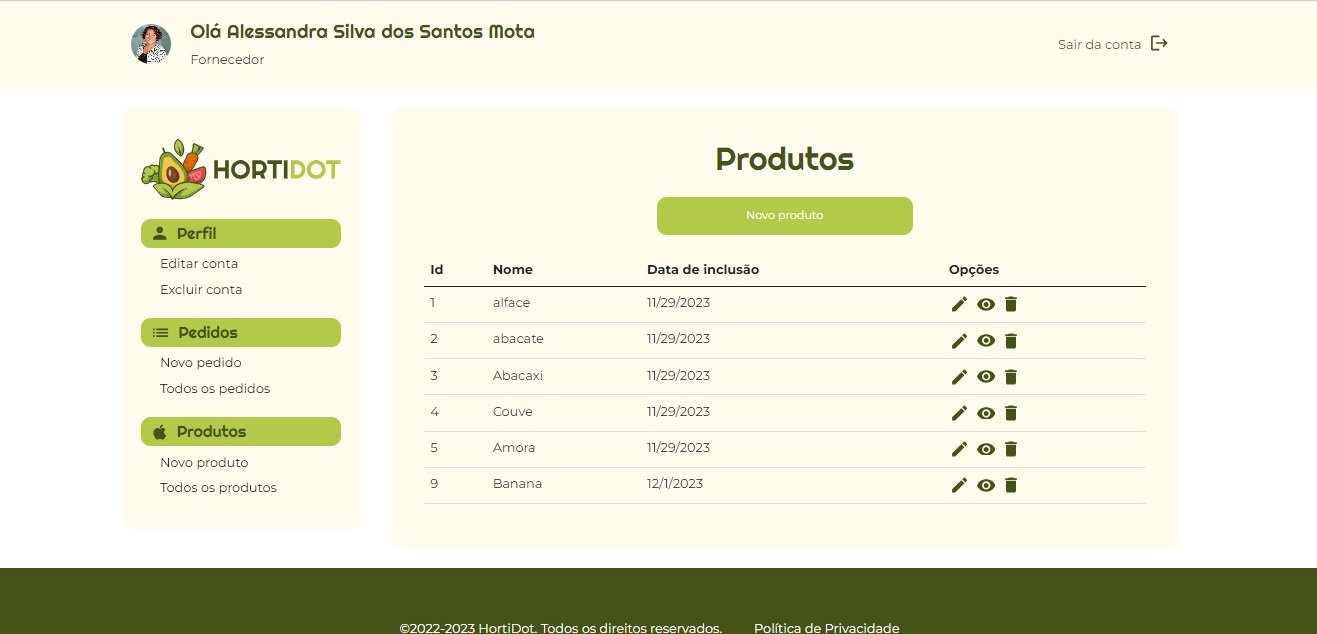 Olá Alessandra Silva dos Santos Mota
Fornecedor
Sair da conta
HORTIDOT
Perfil
Editar conta
Excluir conta
Pedidos
Novo pedido
Todos os pedidos
Produtos
Novo produto
Todos os produtos
Produtos
Novo produto
Id Nome Data de inclusão Opções
1 alface 11/29/2023
2 abacate 11/29/2023
3 Abacaxi 11/29/2023
4 Couve 11/29/2023
5 Amora 11/29/2023
9 Banana 12/1/2023
©2022-2023 HortiDot. Todos os direitos reservados. Política de Privacidade